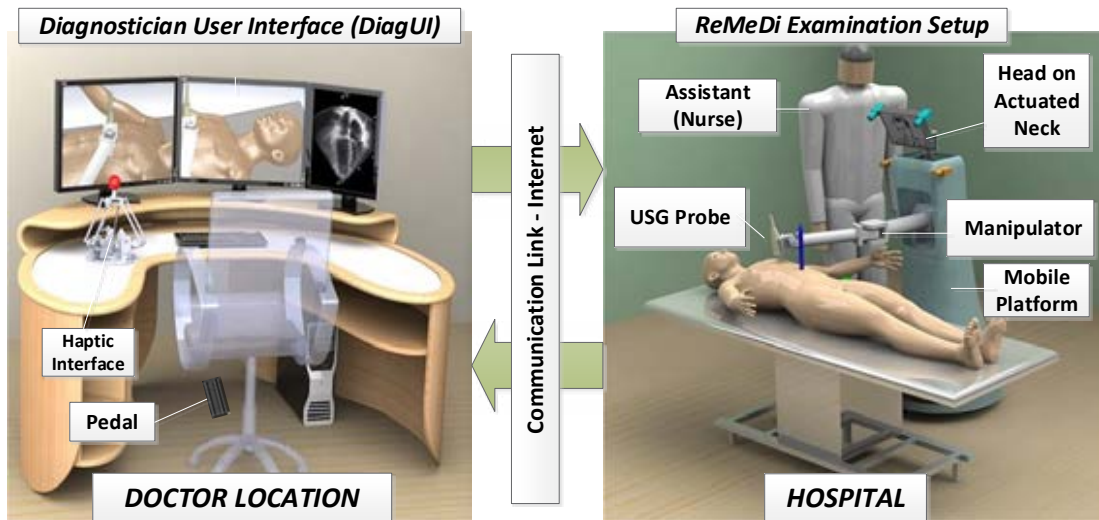 Diagnostician User Interface (DiagUI)
Haptic
Interface
Pedal
DOCTOR LOCATION
Communication Link - Internet
ReMeDi Examination Setup
Assistant
(Nurse)
Head on
Actuated
Neck
USG Probe
Manipulator
Mobile
Platform
HOSPITAL